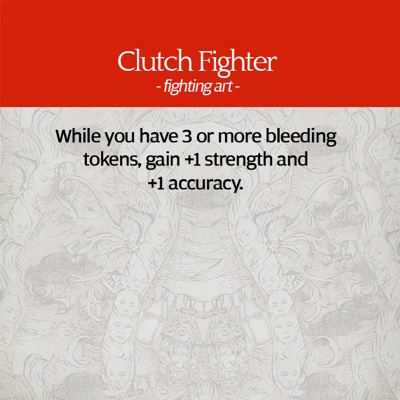 Clutch Fighter
- fighting art -
While you have 3 or more bleeding
tokens, gain +1 strength and
+1 accuracy.